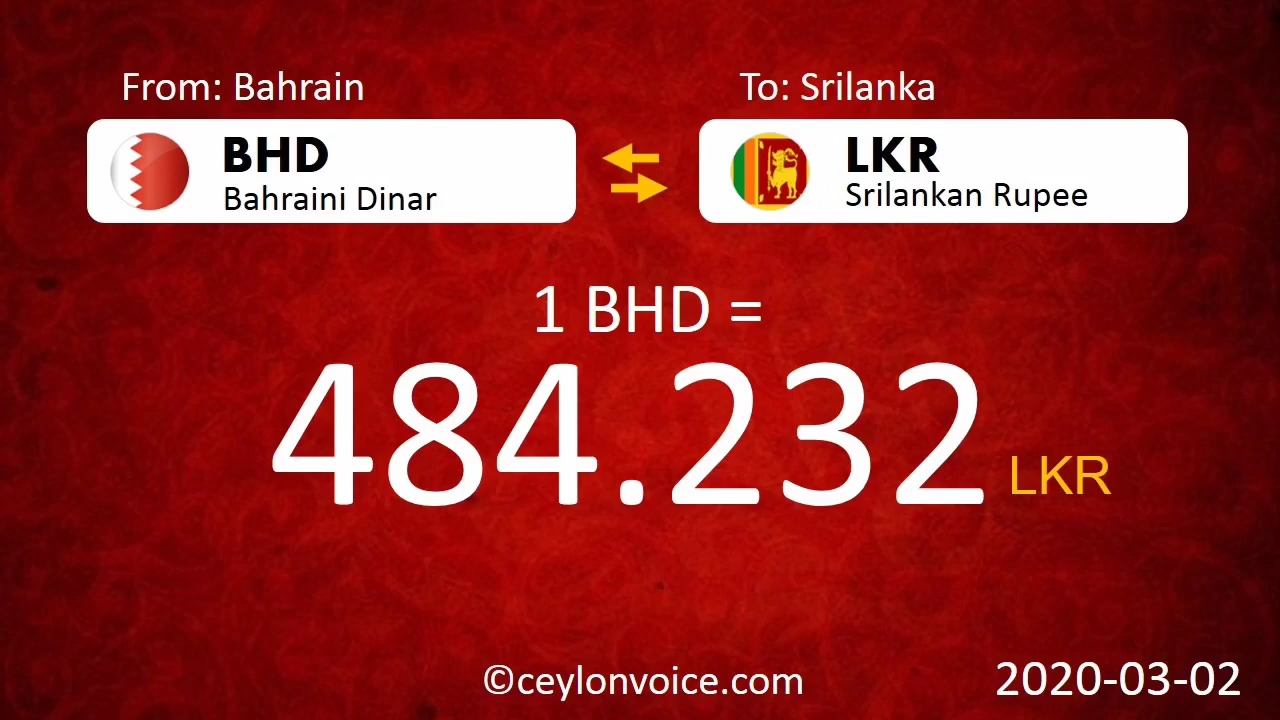 From: Bahrain
To: Srilanka
BHD
Bahraini Dinar
LKR
Srilankan Rupee
1 BHD =
484.232 LKR
©ceylonvoice.com
2020-03-02